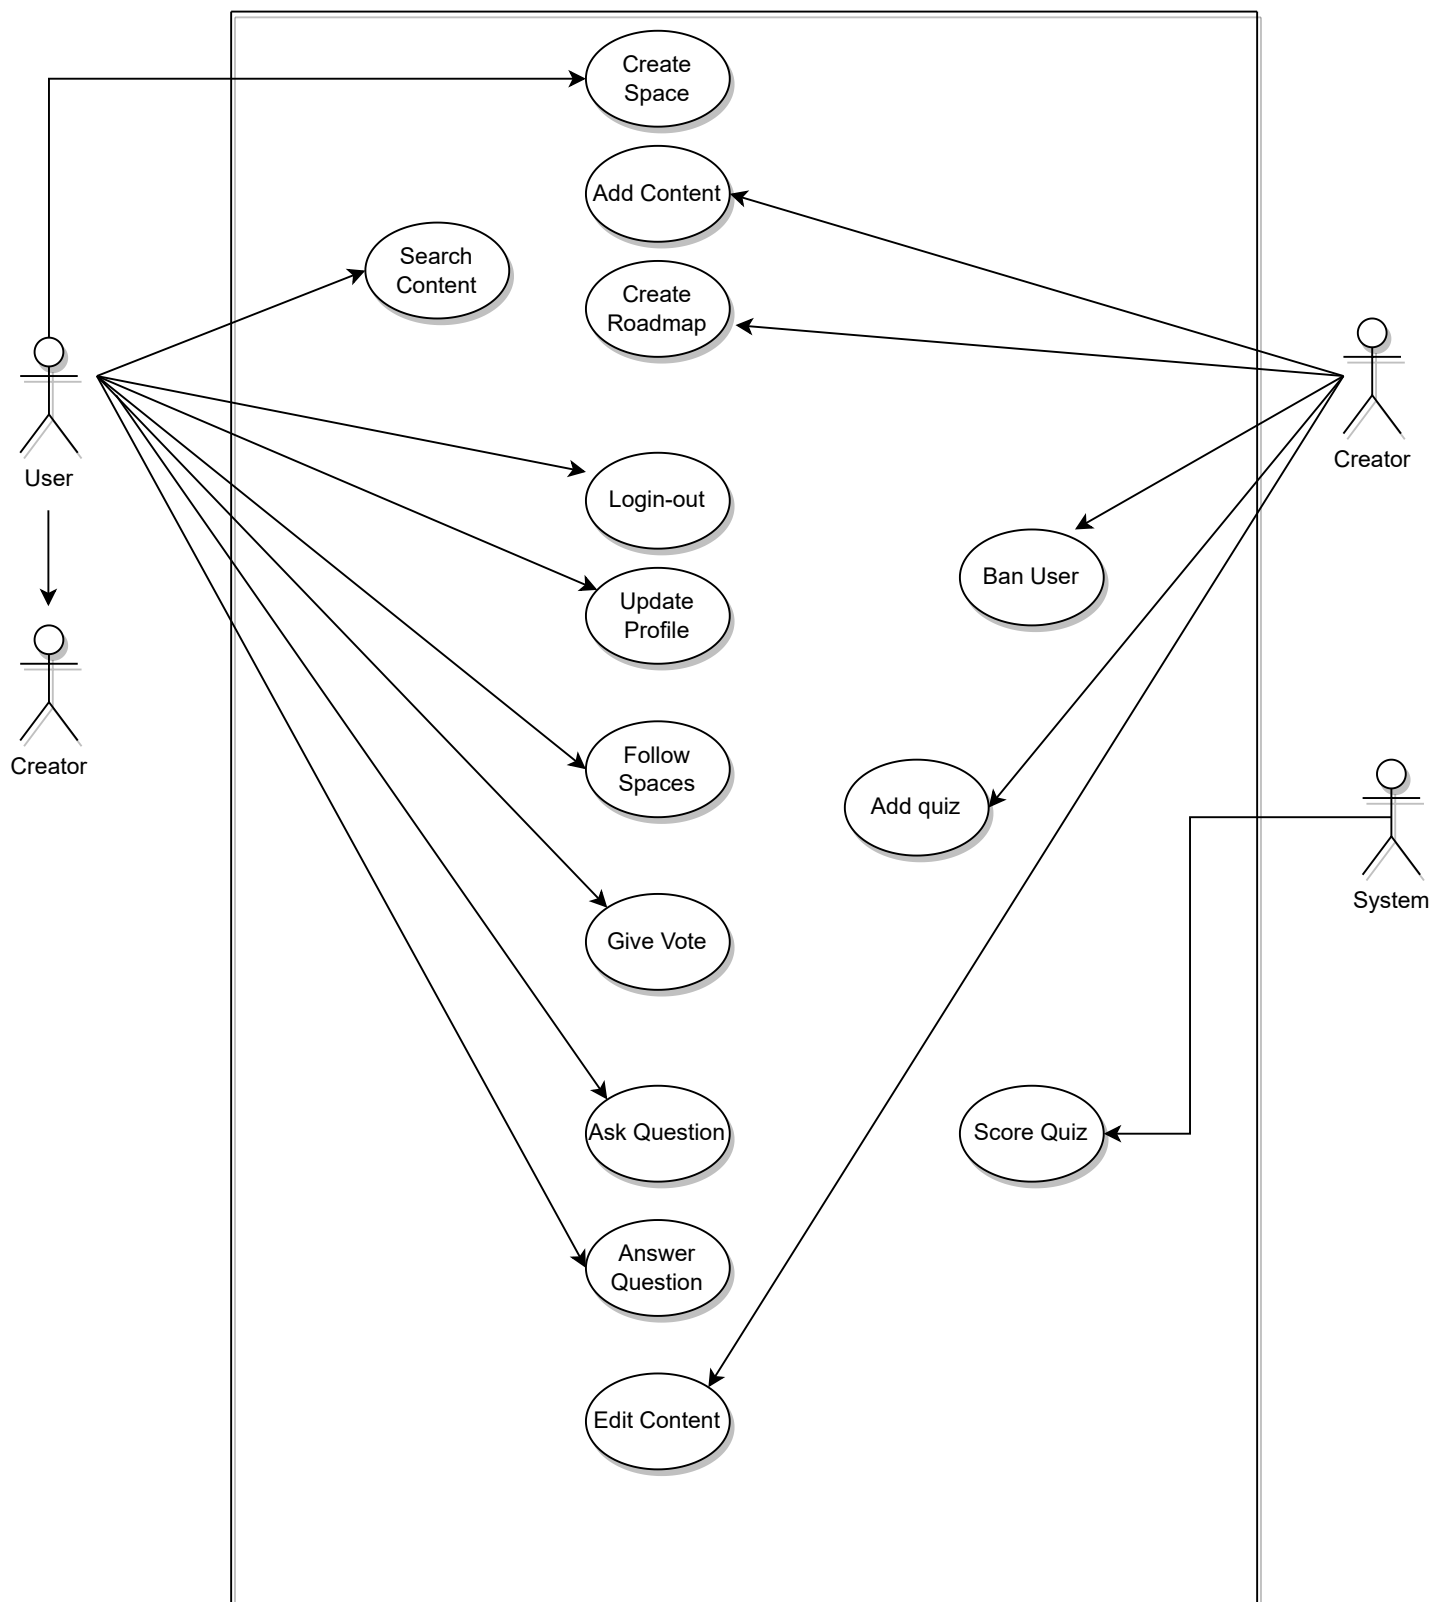 Create
Space
Add Content
Search
Content
Create
Roadmap
User
Creator
Login-out
Ban User
Update
Profile
Creator
Follow
Spaces
Add quiz
System
Give Vote
Ask Question
Score Quiz
Answer
Question
Edit Content